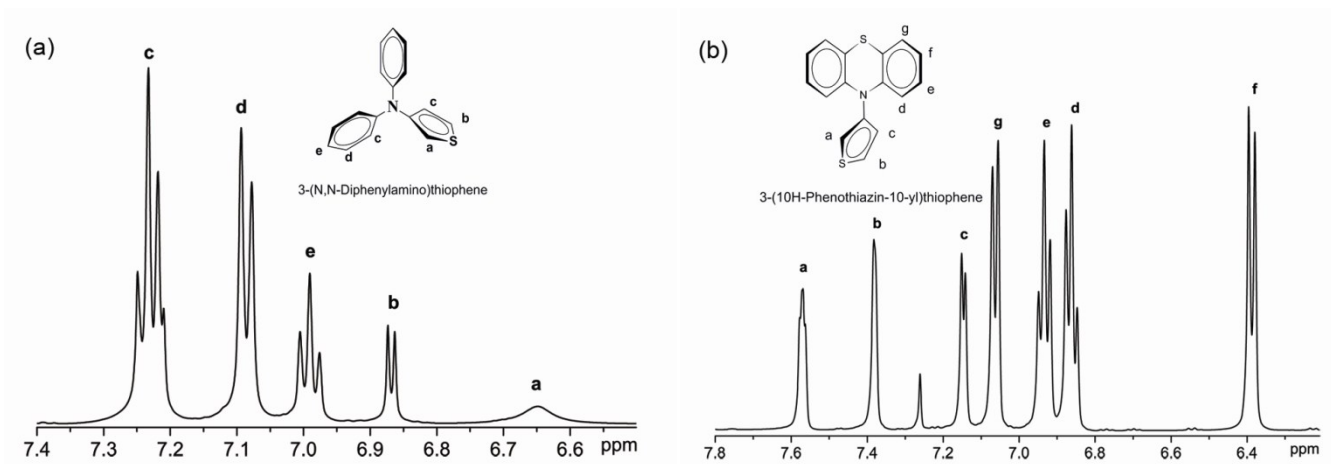 (a)
c
d
e
b
a
N
c
b
S
a
c
d
e
3-(N,N-Diphenylamino)thiophene
7.4 7.3 7.2 7.1 7.0 6.9 6.8 6.7 6.6 ppm
(b)
S
g
f
e
d
N
a
c
S
b
3-(10H-Phenothiazin-10-yl)thiophene
a
b
c
g
e
d
f
7.8 7.6 7.4 7.2 7.0 6.8 6.6 6.4 ppm